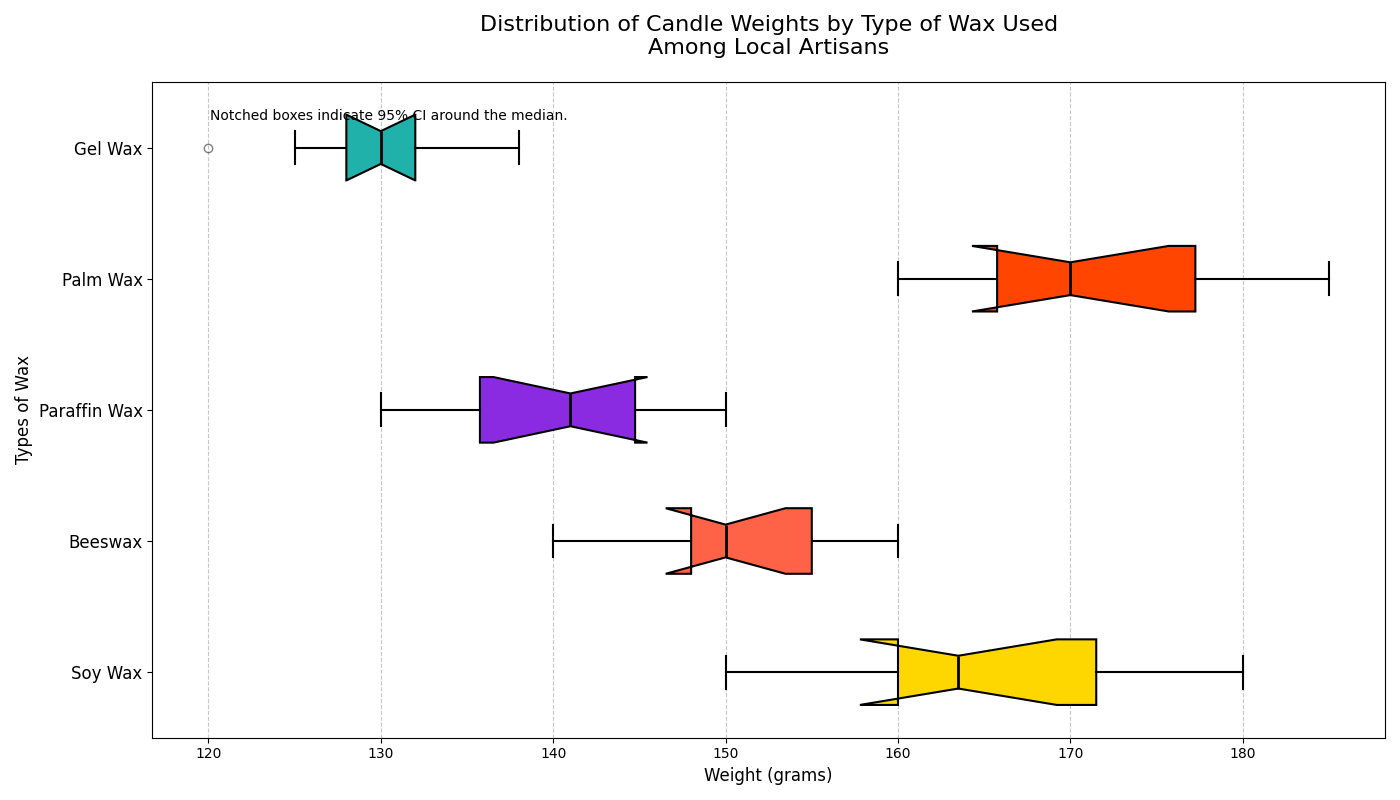 Distribution of Candle Weights by Type of Wax Used
Among Local Artisans
Notched boxes indicate 95% CI around the median.
Types of Wax
Gel Wax
Palm Wax
Paraffin Wax
Beeswax
Soy Wax
120 130 140 150 160 170 180
Weight (grams)